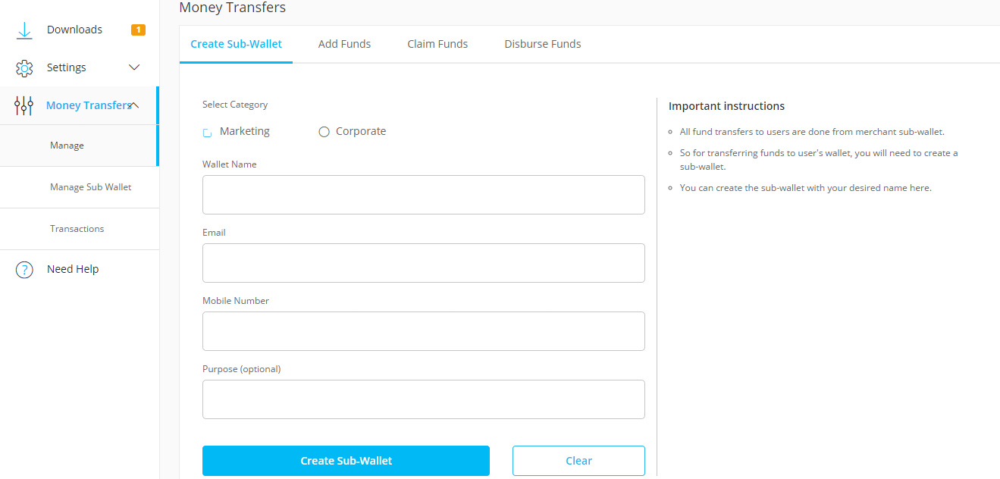 Money Transfers
Downloads 1
Settings
Money Transfers
Manage
Manage Sub Wallet
Transactions
? Need Help
Create Sub-Wallet Add Funds Claim Funds Disburse Funds
Select Category
Marketing Corporate
Wallet Name
Email
Mobile Number
Purpose (optional)
Create Sub-Wallet Clear
Important instructions
All fund transfers to users are done from merchant sub-wallet.
So for transferring funds to user's wallet, you will need to create a
sub-wallet.
You can create the sub-wallet with your desired name here.